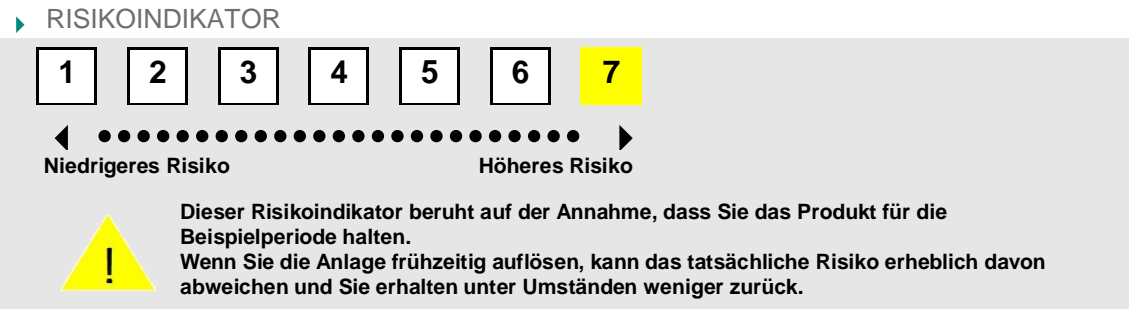 RISIKOINDIKATOR
1 2 3 4 5 6 7
Niedrigeres Risiko Höheres Risiko
Dieser Risikoindikator beruht auf der Annahme, dass Sie das Produkt für die
Beispielperiode halten.
Wenn Sie die Anlage frühzeitig auflösen, kann das tatsächliche Risiko erheblich davon
abweichen und Sie erhalten unter Umständen weniger zurück.
!